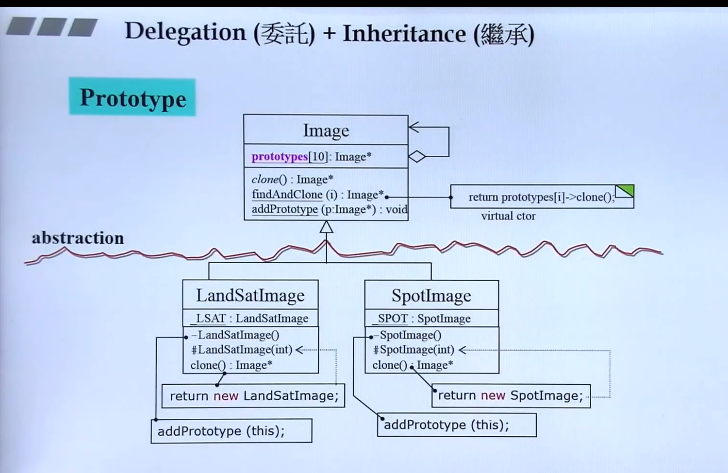 Delegation (委託) + Inheritance (繼承)
Prototype
Image
prototypes[10]: Image*
clone() : Image*
findAndClone (i) : Image*
addPrototype (p:Image*) : void
return prototypes[i]->clone();
virtual ctor
abstraction
LandSatImage
_LSAT : LandSatImage
-LandSatImage()
#LandSatImage(int)
clone() : Image*
return new LandSatImage;
addPrototype (this);
SpotImage
_SPOT : SpotImage
-SpotImage()
#SpotImage(int)
clone() : Image*
return new SpotImage;
addPrototype (this);